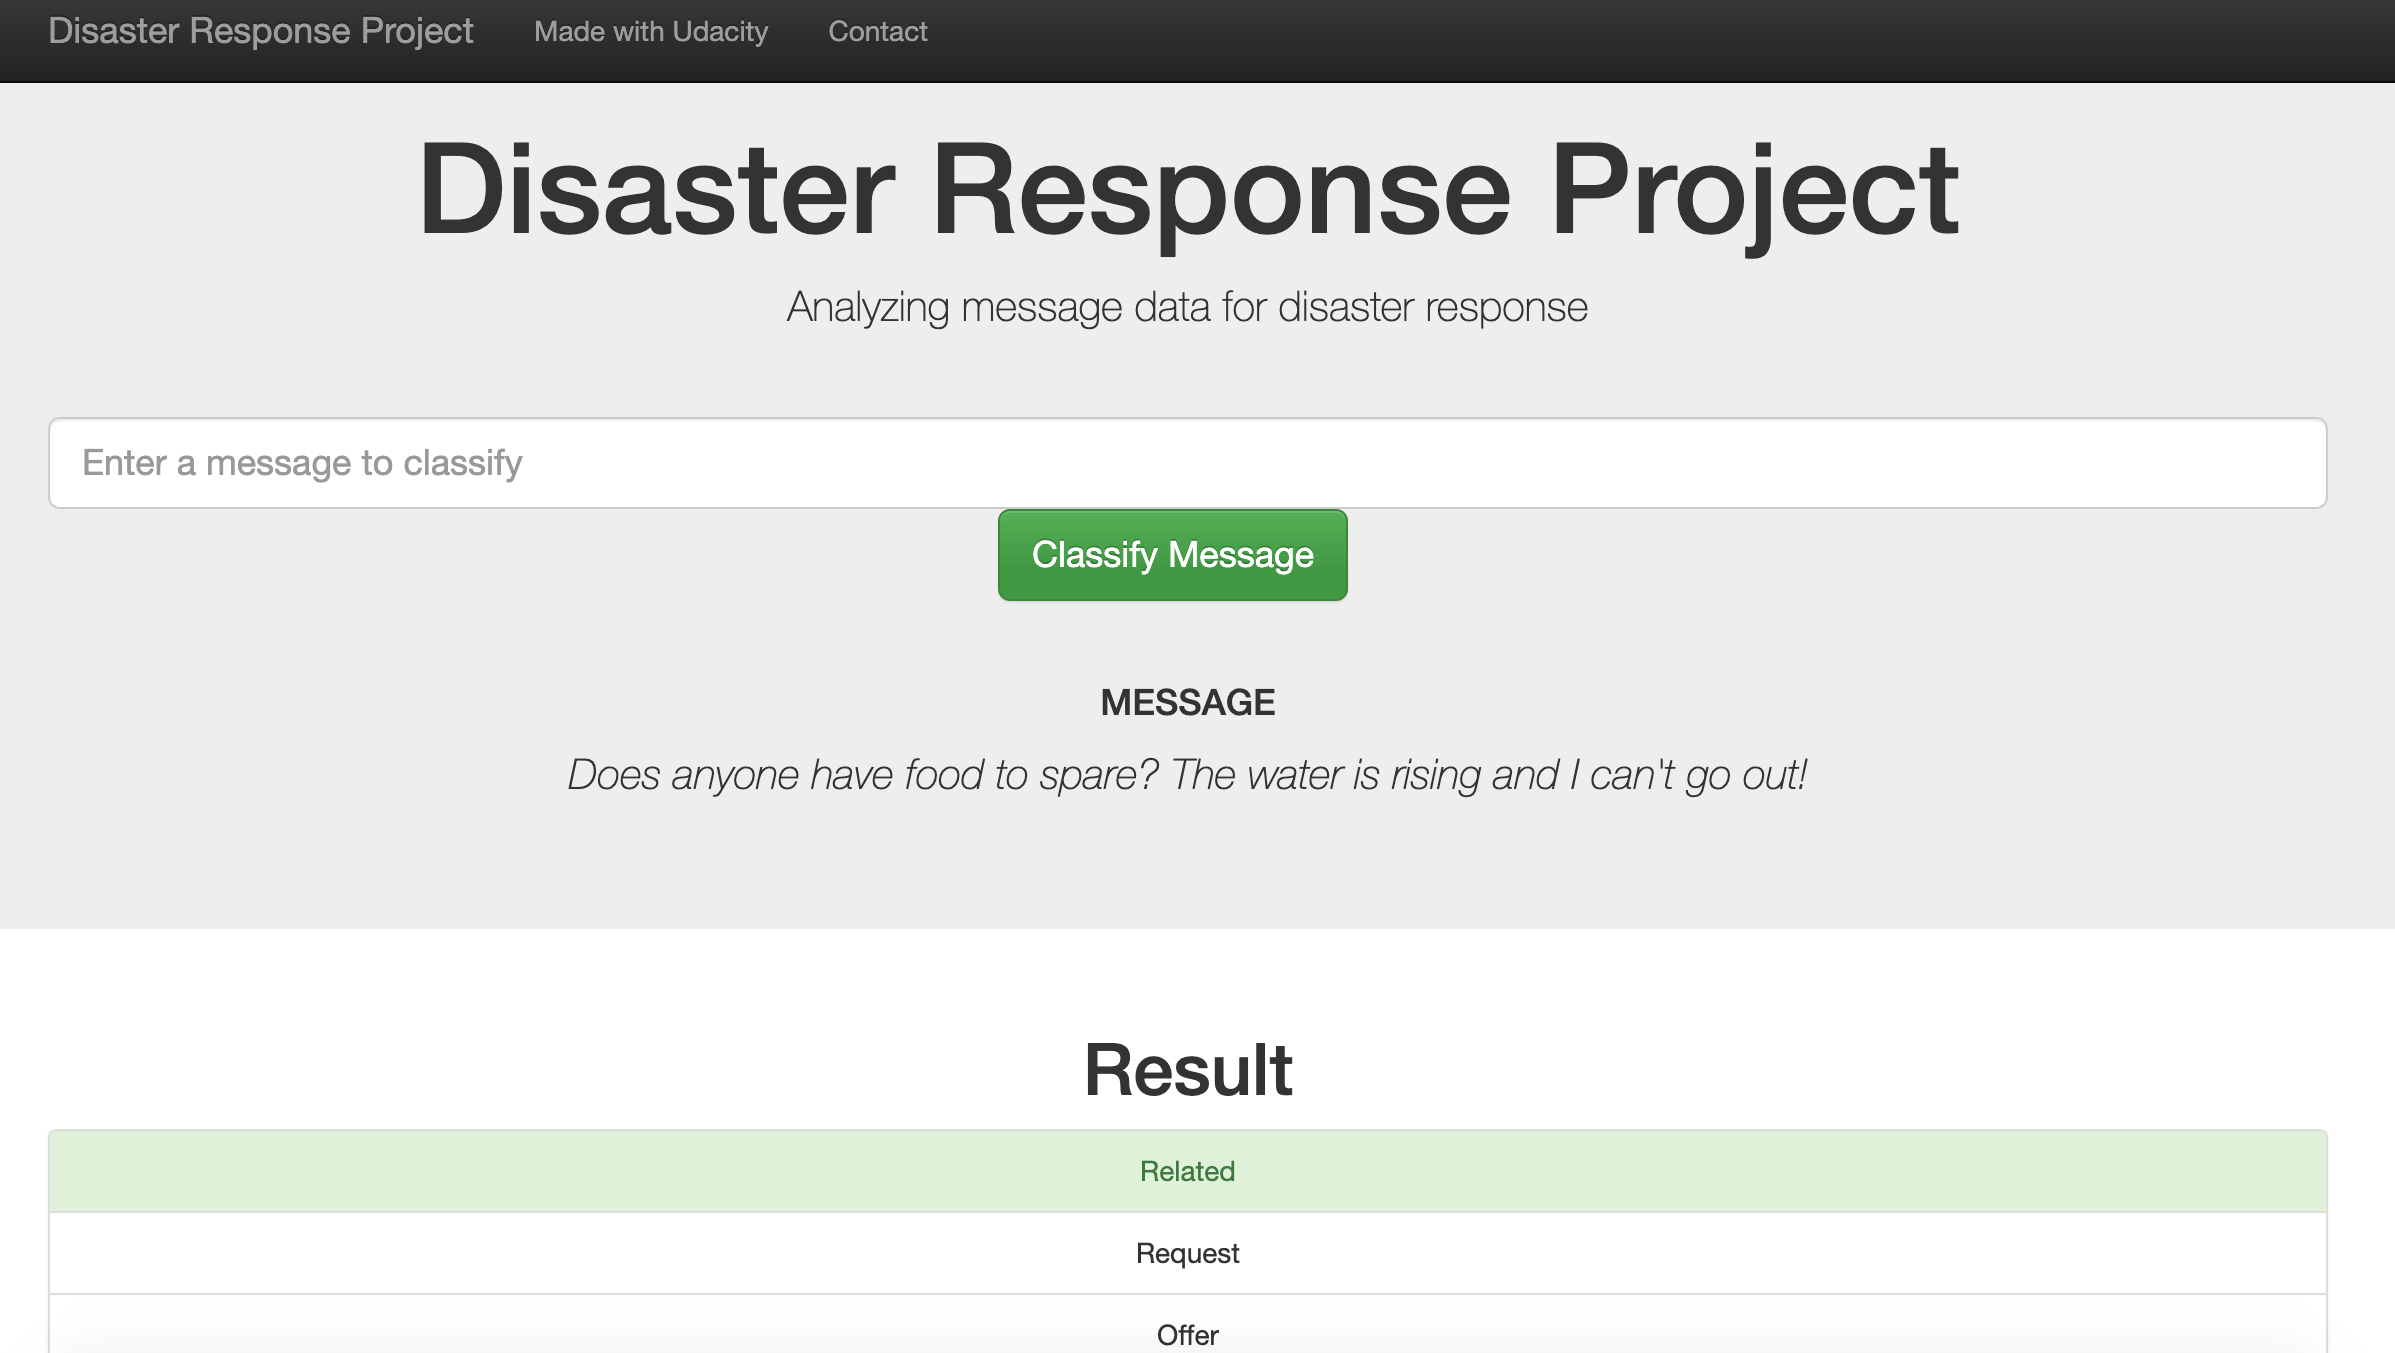 Disaster Response Project Made with Udacity Contact
Disaster Response Project
Analyzing message data for disaster response
Enter a message to classify
Classify Message
MESSAGE
Does anyone have food to spare? The water is rising and I can't go out!
Result
Related
Request
Offer